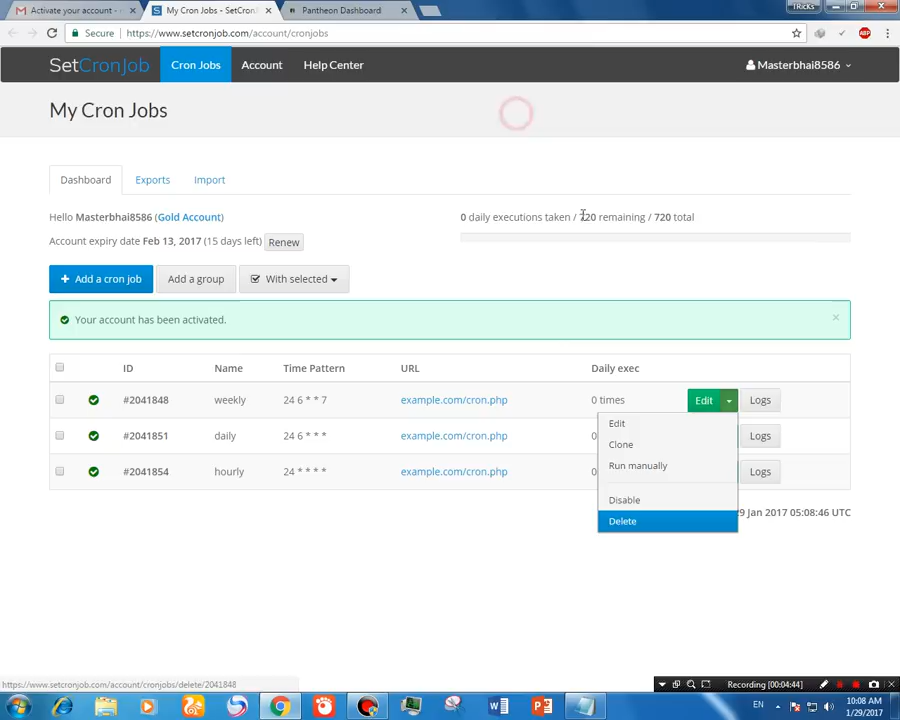 Activate your account -
My Cron Jobs - SetCronJ
Pantheon Dashboard
TRicKs
Secure
https://www.setcronjob.com/account/cronjobs
ABP
SetCronJob
Cron Jobs
Account
Help Center
Masterbhai8586
My Cron Jobs
Dashboard
Exports
Import
Hello Masterbhai8586 (Gold Account)
0 daily executions taken / 720 remaining / 720 total
Account expiry date Feb 13, 2017 (15 days left)
Renew
+ Add a cron job
Add a group
With selected
Your account has been activated.
×
ID Name Time Pattern URL Daily exec
#2041848 weekly 24 6 * * 7 example.com/cron.php 0 times Edit Logs
#2041851 daily 24 6 * * * example.com/cron.php 0 Logs
#2041854 hourly 24 * * * * example.com/cron.php 0 Logs
Edit
Clone
Run manually
Disable
Delete
9 Jan 2017 05:08:46 UTC
https://www.setcronjob.com/account/cronjobs/delete/2041848
Recording [00:04:44]
EN
10:08 AM
1/29/2017